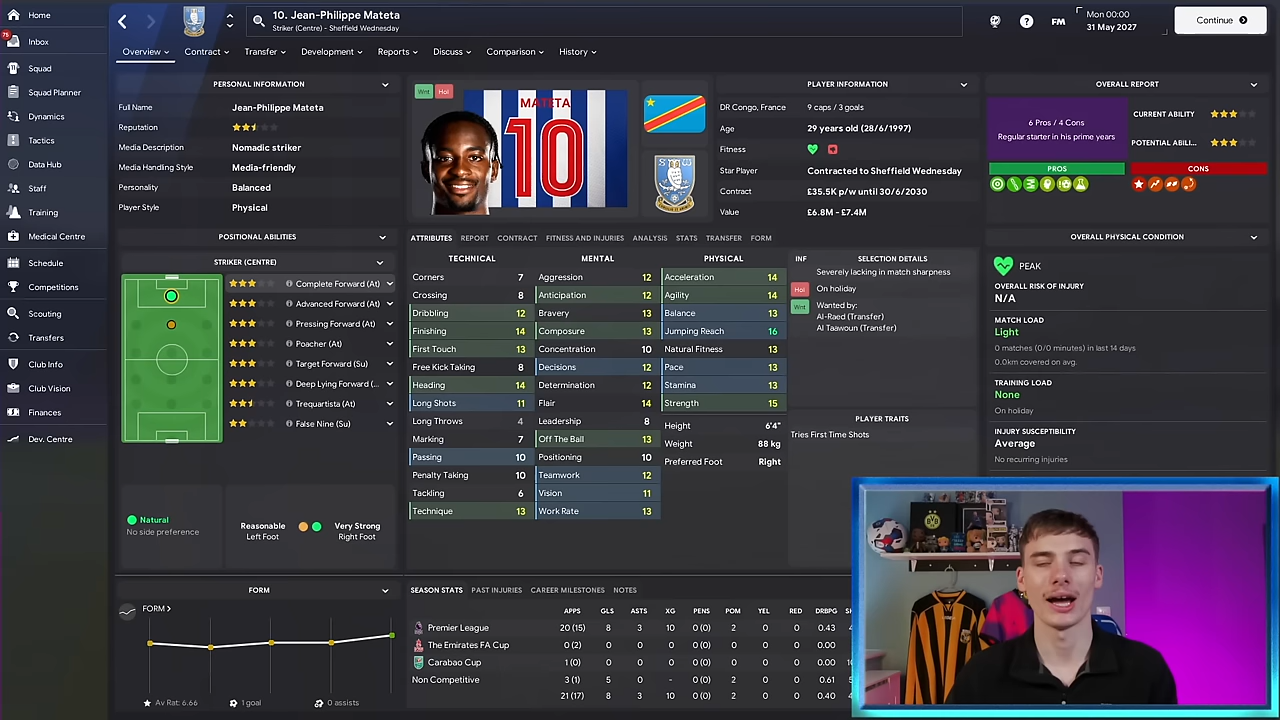 Home
75
Inbox
Squad
Squad Planner
Dynamics
Tactics
Data Hub
Staff
Training
Medical Centre
Schedule
Competitions
Scouting
Transfers
Club Info
Club Vision
Finances
Dev. Centre
10. Jean-Philippe Mateta
Striker (Centre) - Sheffield Wednesday
FM
Mon 00:00
31 May 2027
Continue
Overview
Contract
Transfer
Development
Reports
Discuss
Comparison
History
PERSONAL INFORMATION
Full Name Jean-Philippe Mateta
Reputation
Media Description Nomadic striker
Media Handling Style Media-friendly
Personality Balanced
Player Style Physical
Wnt Hol
MATETA
10
PLAYER INFORMATION
DR Congo, France 9 caps / 3 goals
Age 29 years old (28/6/1997)
Fitness
Star Player Contracted to Sheffield Wednesday
Contract £35.5K p/w until 30/6/2030
Value £6.8M - £7.4M
OVERALL REPORT
6 Pros / 4 Cons
Regular starter in his prime years
CURRENT ABILITY
POTENTIAL ABILI...
PROS
CONS
POSITIONAL ABILITIES
STRIKER (CENTRE)
Complete Forward (At)
Advanced Forward (At)
Pressing Forward (At)
Poacher (At)
Target Forward (Su)
Deep Lying Forward (...
Trequartista (At)
False Nine (Su)
Natural
No side preference
Reasonable
Left Foot
Very Strong
Right Foot
ATTRIBUTES REPORT CONTRACT FITNESS AND INJURIES ANALYSIS STATS TRANSFER FORM
TECHNICAL
Corners 7
Crossing 8
Dribbling 12
Finishing 14
First Touch 13
Free Kick Taking 8
Heading 14
Long Shots 11
Long Throws 4
Marking 7
Passing 10
Penalty Taking 10
Tackling 6
Technique 13
MENTAL
Aggression 12
Anticipation 12
Bravery 13
Composure 13
Concentration 10
Decisions 12
Determination 12
Flair 14
Leadership 8
Off The Ball 13
Positioning 10
Teamwork 12
Vision 11
Work Rate 13
PHYSICAL
Acceleration 14
Agility 14
Balance 13
Jumping Reach 16
Natural Fitness 13
Pace 13
Stamina 13
Strength 15
Height 6'4"
Weight 88 kg
Preferred Foot Right
INF SELECTION DETAILS
Severely lacking in match sharpness
Hol On holiday
Wnt Wanted by:
Al-Raed (Transfer)
Al Taawoun (Transfer)
PLAYER TRAITS
Tries First Time Shots
OVERALL PHYSICAL CONDITION
PEAK
OVERALL RISK OF INJURY
N/A
MATCH LOAD
Light
0 matches (0/0 minutes) in last 14 days
0.0km covered on avg.
TRAINING LOAD
None
On holiday
INJURY SUSCEPTIBILITY
Average
No recurring injuries
FORM
FORM
Av Rat: 6.66 1 goal 0 assists
SEASON STATS PAST INJURIES CAREER MILESTONES NOTES
APPS GLS ASTS XG PENS POM YEL RED DRBPG
Premier League 20 (15) 8 3 10 0 (0) 2 0 0 0.43
The Emirates FA Cup 0 (2) 0 0 0 0 (0) 0 0 0 0.00
Carabao Cup 1 (0) 0 0 0 0 (0) 0 0 0 0.00
Non Competitive 3 (1) 5 0 - 0 (0) 0 0 0 0.61
21 (17) 8 3 10 0 (0) 2 0 0 0.40